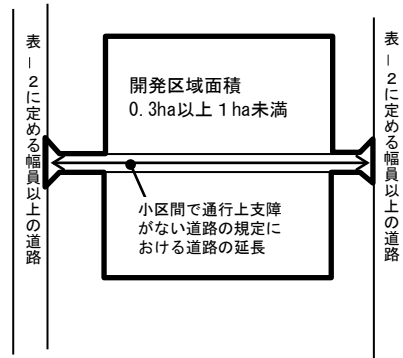 表－２に定める幅員以上の道路
開発区域面積
0.3ha以上１ha未満
小区間で通行上支障
がない道路の規定に
おける道路の延長
表－２に定める幅員以上の道路